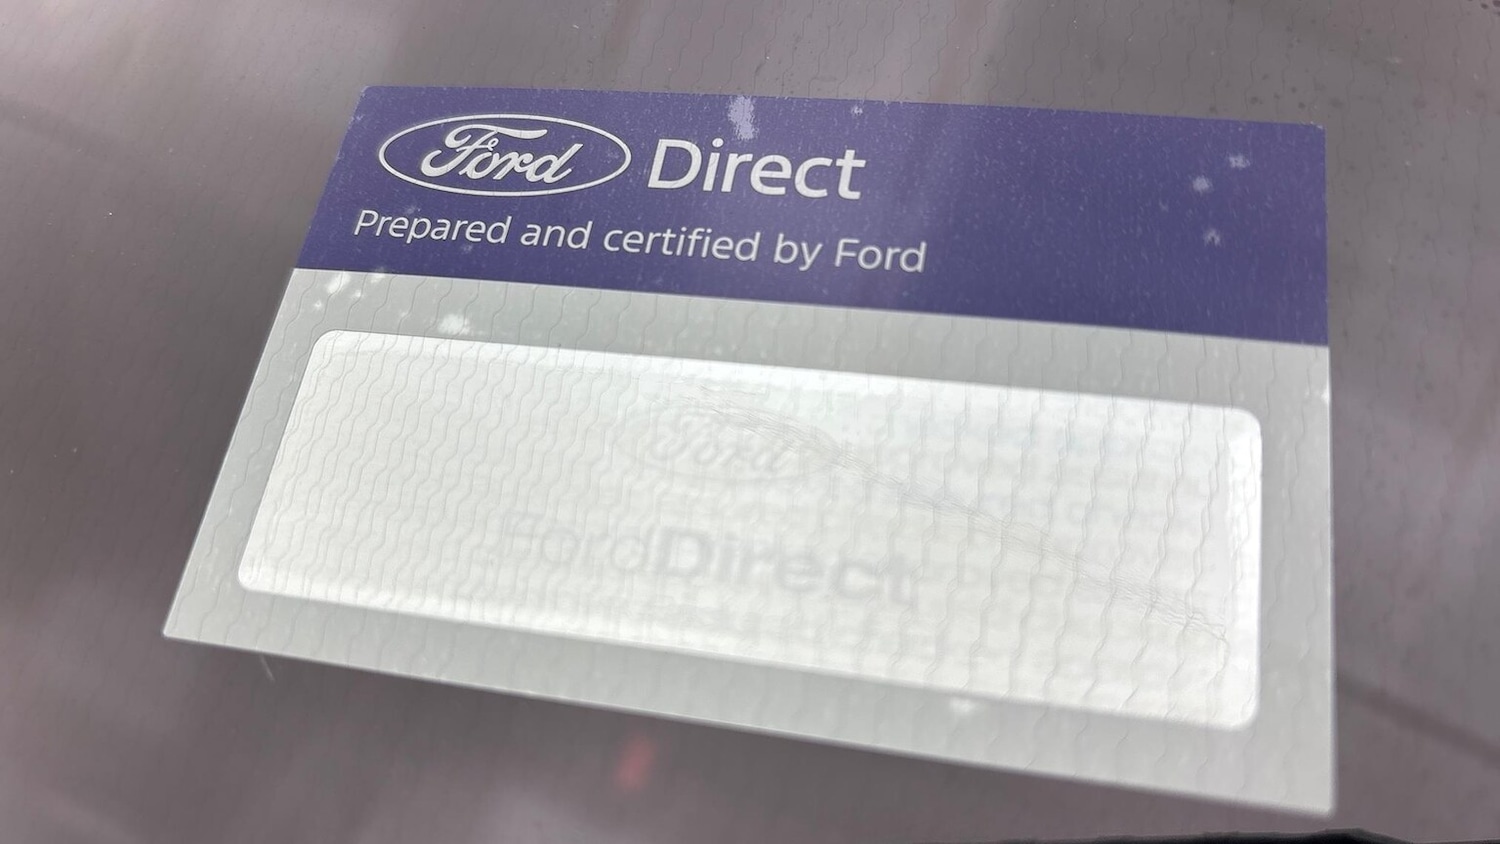 Ford Direct
Prepared and certified by Ford
Ford
FordDirect